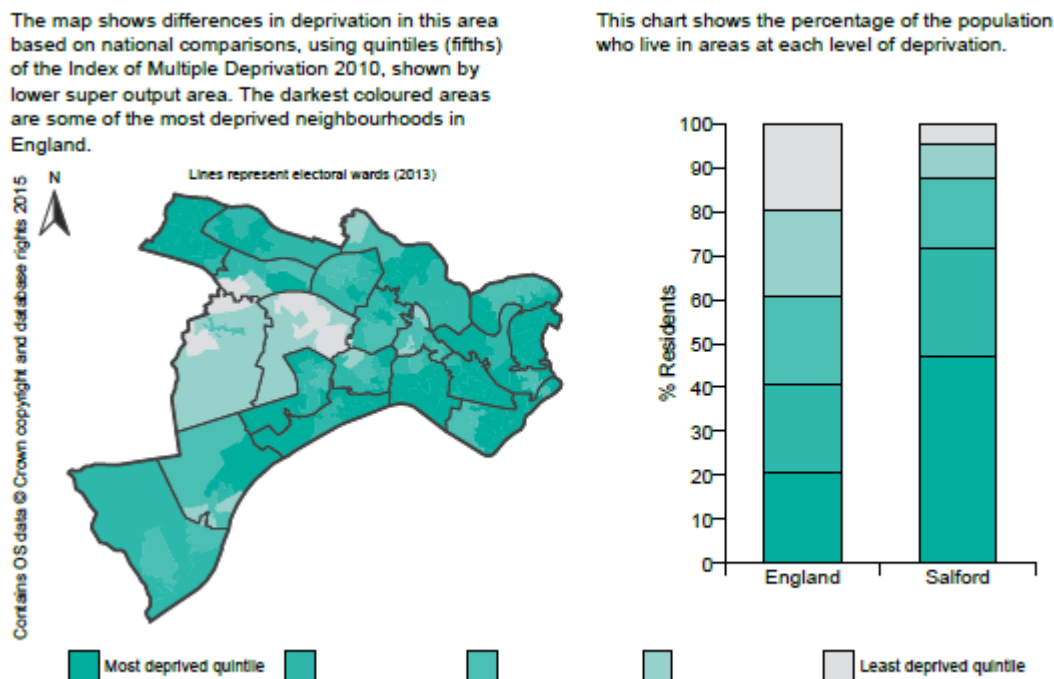 The map shows differences in deprivation in this area
based on national comparisons, using quintiles (fifths)
of the Index of Multiple Deprivation 2010, shown by
lower super output area. The darkest coloured areas
are some of the most deprived neighbourhoods in
England.
This chart shows the percentage of the population
who live in areas at each level of deprivation.
Lines represent electoral wards (2013)
N
Contains OS data © Crown copyright and database rights 2015
% Residents
100
90
80
70
60
50
40
30
20
10
0
England
Salford
Most deprived quintile
Least deprived quintile